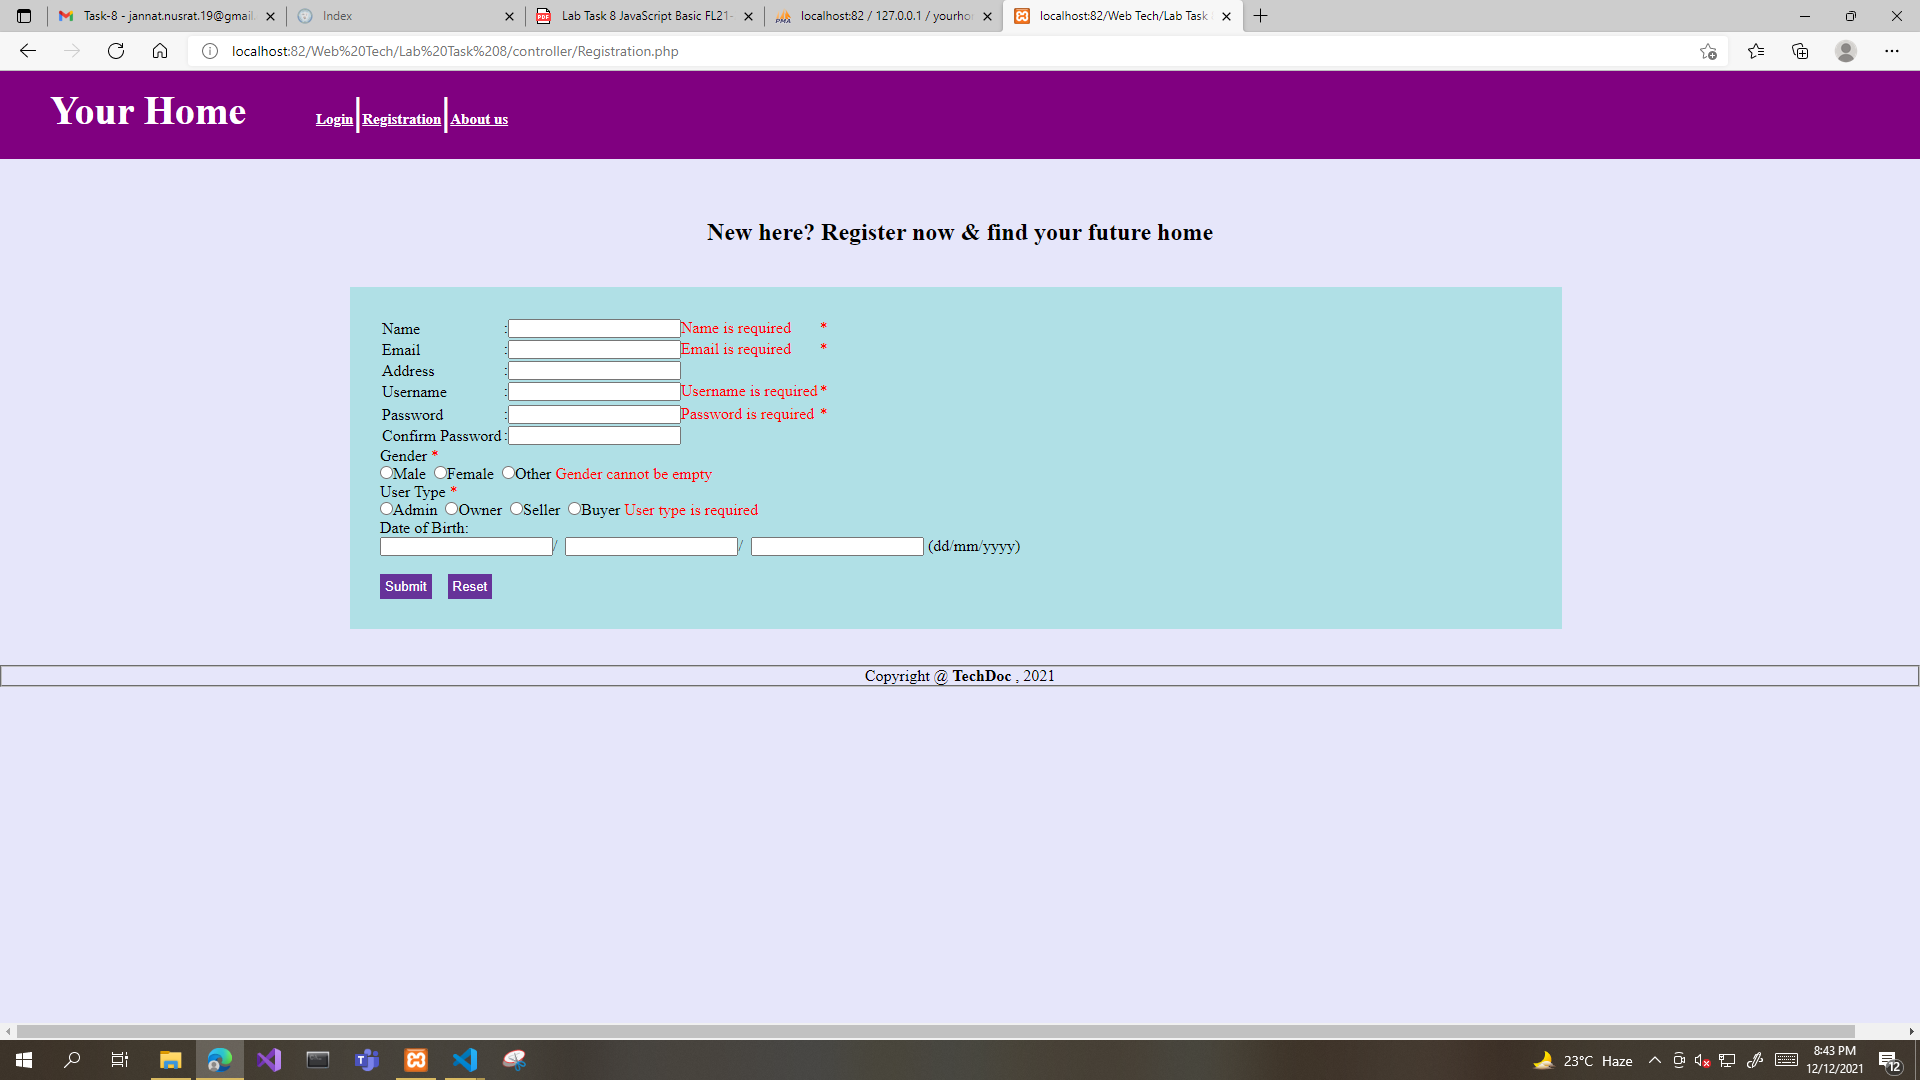 Task-8 - jannat.nusrat.19@gmail.
Index
Lab Task 8 JavaScript Basic FL21-
localhost:82 / 127.0.0.1 / yourhor
localhost:82/Web Tech/Lab Task
localhost:82/Web%20Tech/Lab%20Task%208/controller/Registration.php
Your Home
Login
Registration
About us
New here? Register now & find your future home
Name : Name is required *
Email : Email is required *
Address :
Username : Username is required *
Password : Password is required *
Confirm Password :
Gender *
Male Female Other Gender cannot be empty
User Type *
Admin Owner Seller Buyer User type is required
Date of Birth:
/ / (dd/mm/yyyy)
Submit Reset
Copyright @ TechDoc , 2021
23°C Haze
8:43 PM
12/12/2021
12